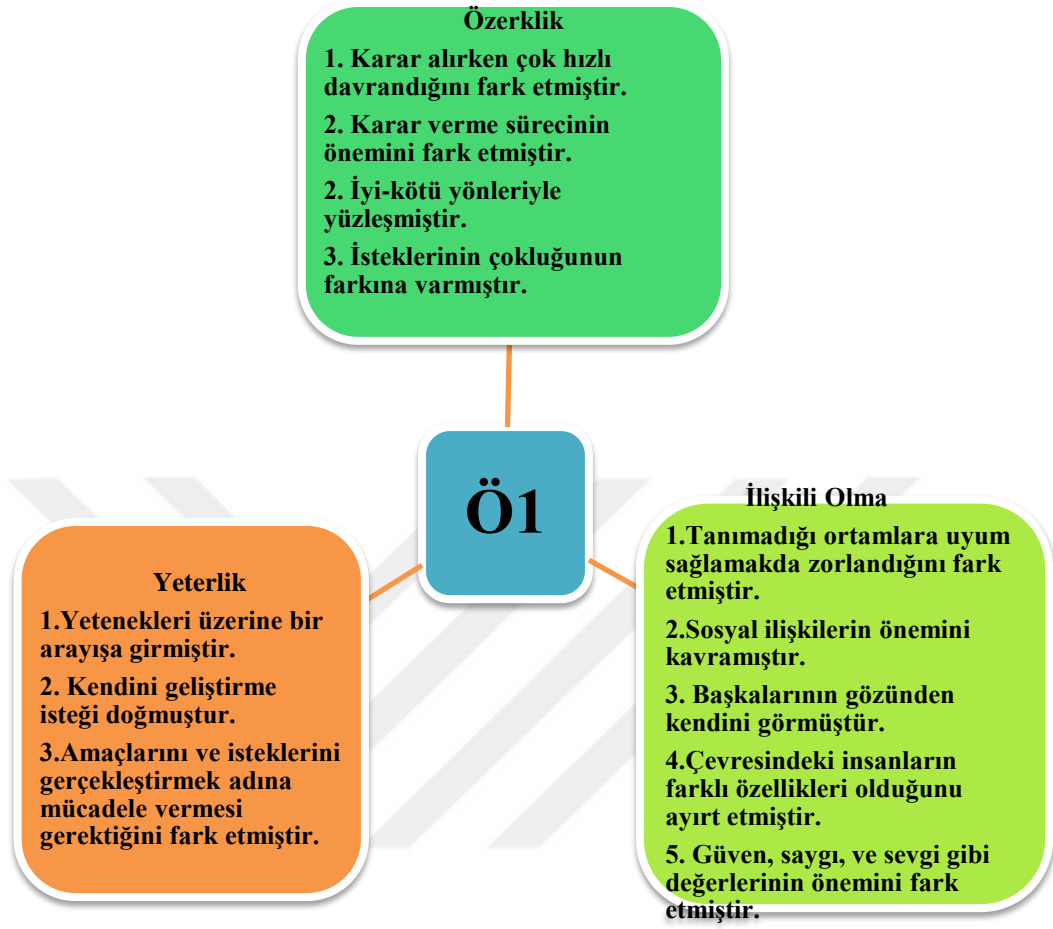 Özerklik
1. Karar alırken çok hızlı
davrandığını fark etmiştir.
2. Karar verme sürecinin
önemini fark etmiştir.
2. İyi-kötü yönleriyle
yüzleşmiştir.
3. İsteklerinin çokluğunun
farkına varmıştır.
Ö1
Yeterlik
1.Yetenekleri üzerine bir
arayışa girmiştir.
2. Kendini geliştirme
isteği doğmuştur.
3.Amaçlarını ve isteklerini
gerçekleştirmek adına
mücadele vermesi
gerektiğini fark etmiştir.
İlişkili Olma
1.Tanımadığı ortamlara uyum
sağlamakda zorlandığını fark
etmiştir.
2.Sosyal ilişkilerin önemini
kavramıştır.
3. Başkalarının gözünden
kendini görmüştür.
4.Çevresindeki insanların
farklı özellikleri olduğunu
ayırt etmiştir.
5. Güven, saygı, ve sevgi gibi
değerlerinin önemini fark
etmiştir.